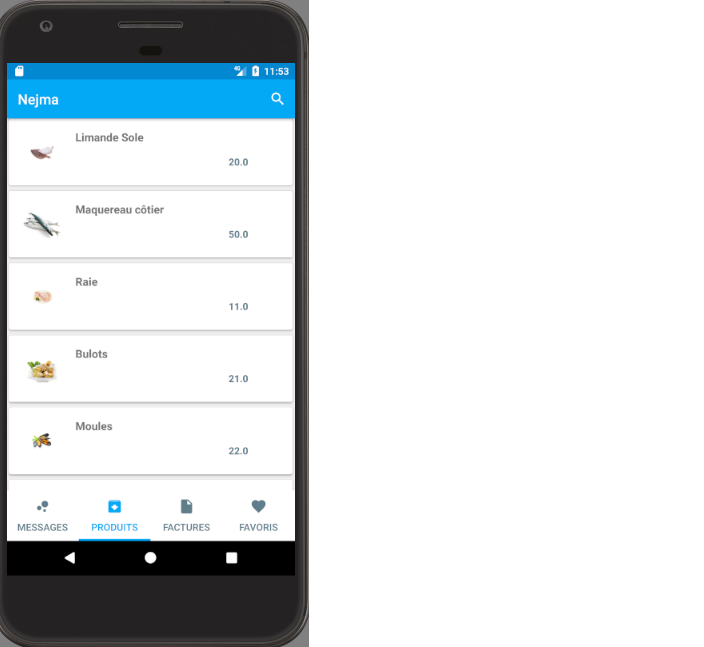 4G 11:53
Nejma
Limande Sole
20.0
Maquereau côtier
50.0
Raie
11.0
Bulots
21.0
Moules
22.0
MESSAGES PRODUITS FACTURES FAVORIS